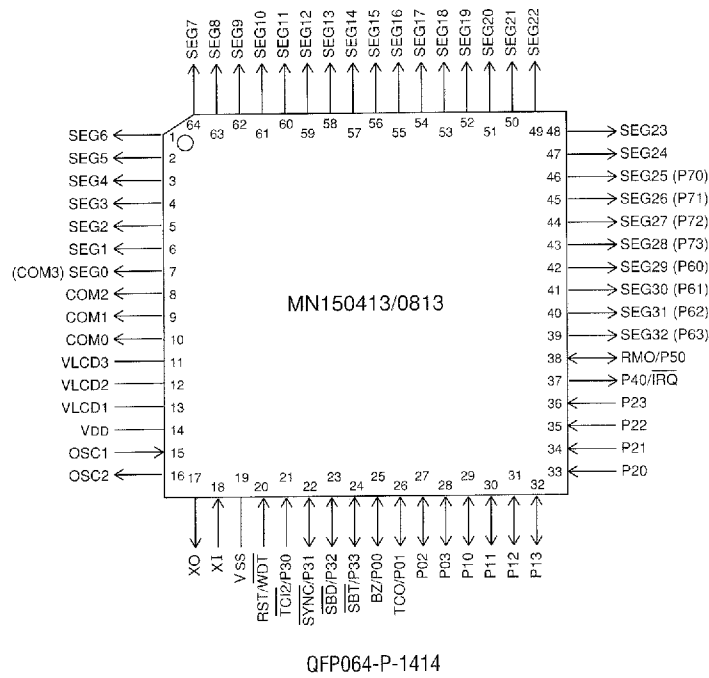 SEG7 SEG8 SEG9 SEG10 SEG11 SEG12 SEG13 SEG14 SEG15 SEG16 SEG17 SEG18 SEG19 SEG20 SEG21 SEG22
64 63 62 61 60 59 58 57 56 55 54 53 52 51 50 49
SEG6 1
SEG5 2
SEG4 3
SEG3 4
SEG2 5
SEG1 6
(COM3) SEG0 7
COM2 8
COM1 9
COM0 10
VLCD3 11
VLCD2 12
VLCD1 13
VDD 14
OSC1 15
OSC2 16
MN150413/0813
48 SEG23
47 SEG24
46 SEG25 (P70)
45 SEG26 (P71)
44 SEG27 (P72)
43 SEG28 (P73)
42 SEG29 (P60)
41 SEG30 (P61)
40 SEG31 (P62)
39 SEG32 (P63)
38 RMO/P50
37 P40/IRQ
36 P23
35 P22
34 P21
33 P20
17 18 19 20 21 22 23 24 25 26 27 28 29 30 31 32
XO XI VSS RST/WDT TCI2/P30 SYNC/P31 SBD/P32 SBT/P33 BZ/P00 TCO/P01 P02 P03 P10 P11 P12 P13
QFP064-P-1414